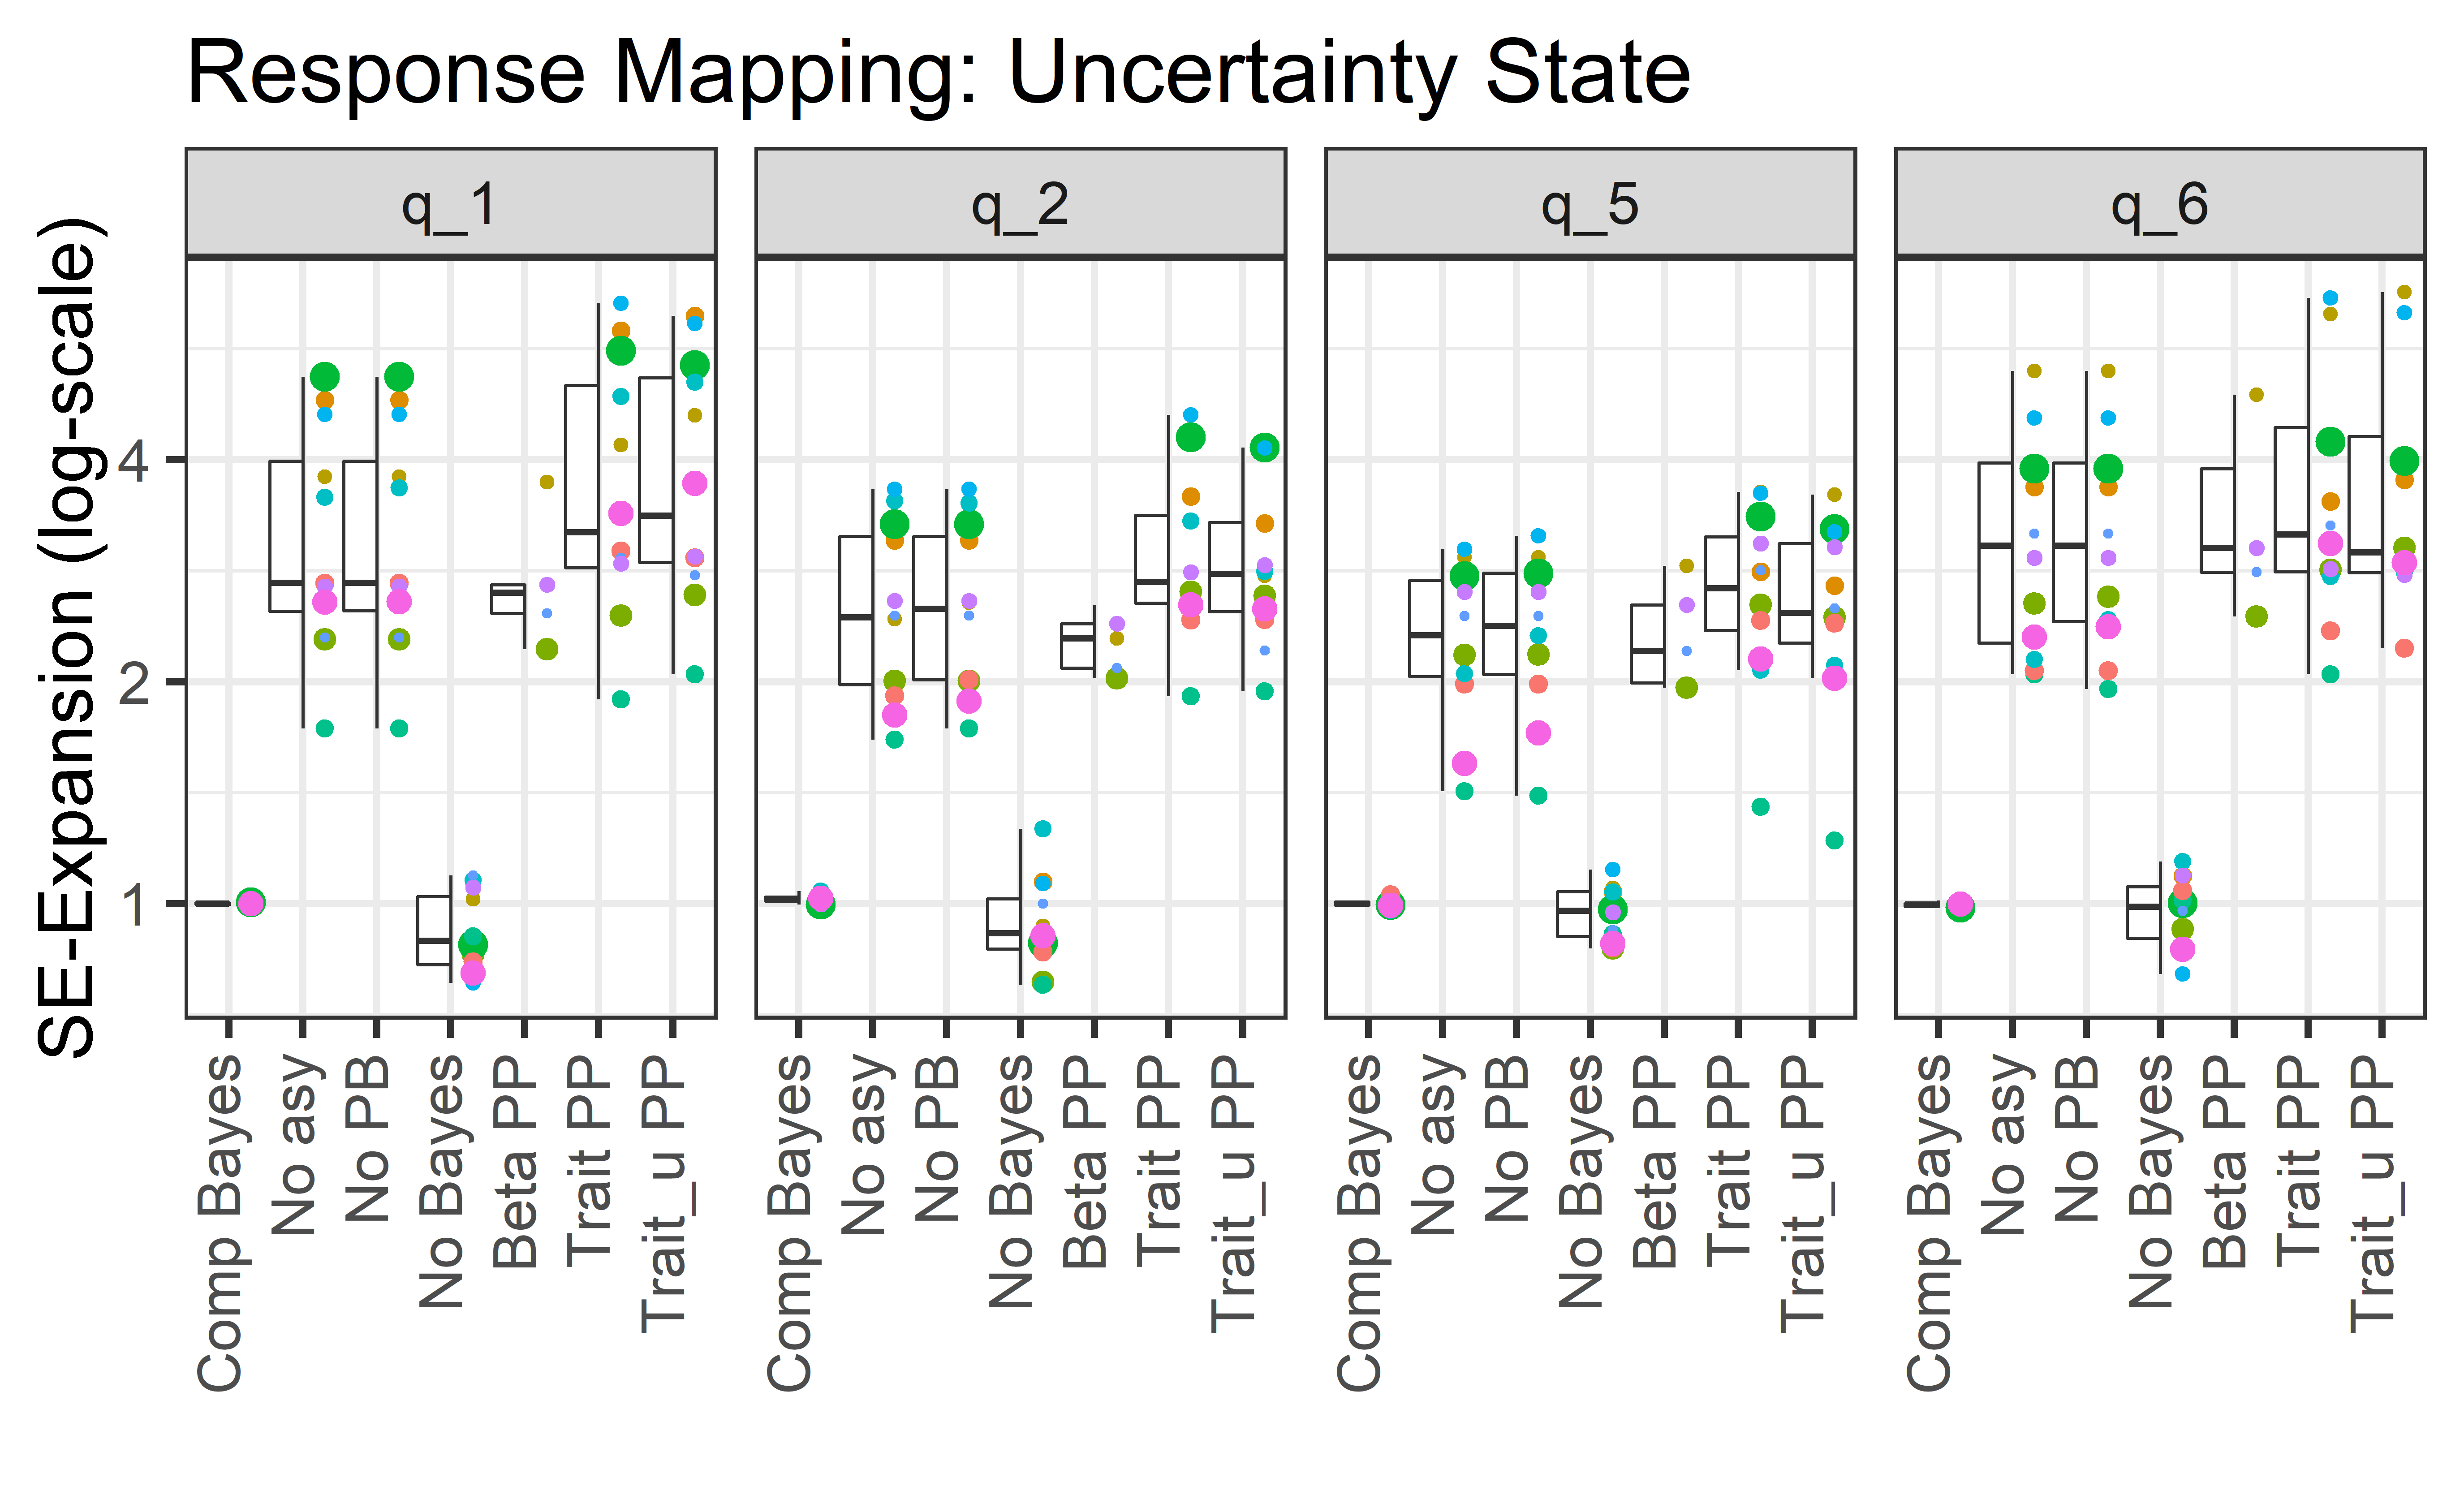 Response Mapping: Uncertainty State
q_1
q_2
q_5
q_6
SE-Expansion (log-scale)
4
2
1
Comp Bayes
No asy
No PB
No Bayes
Beta PP
Trait PP
Trait_u PP
Comp Bayes
No asy
No PB
No Bayes
Beta PP
Trait PP
Trait_u PP
Comp Bayes
No asy
No PB
No Bayes
Beta PP
Trait PP
Trait_u PP
Comp Bayes
No asy
No PB
No Bayes
Beta PP
Trait PP
Trait_u PP